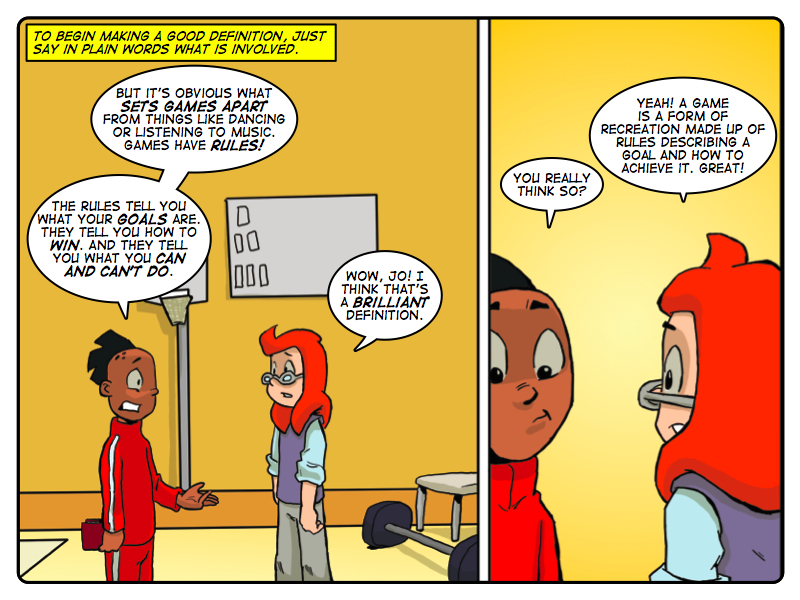 TO BEGIN MAKING A GOOD DEFINITION, JUST
SAY IN PLAIN WORDS WHAT IS INVOLVED.
BUT IT'S OBVIOUS WHAT
SETS GAMES APART
FROM THINGS LIKE DANCING
OR LISTENING TO MUSIC.
GAMES HAVE RULES!
THE RULES TELL YOU
WHAT YOUR GOALS ARE.
THEY TELL YOU HOW TO
WIN. AND THEY TELL
YOU WHAT YOU CAN
AND CAN'T DO.
WOW, JO! I
THINK THAT'S
A BRILLIANT
DEFINITION.
YOU REALLY
THINK SO?
YEAH! A GAME
IS A FORM OF
RECREATION MADE UP OF
RULES DESCRIBING A
GOAL AND HOW TO
ACHIEVE IT. GREAT!